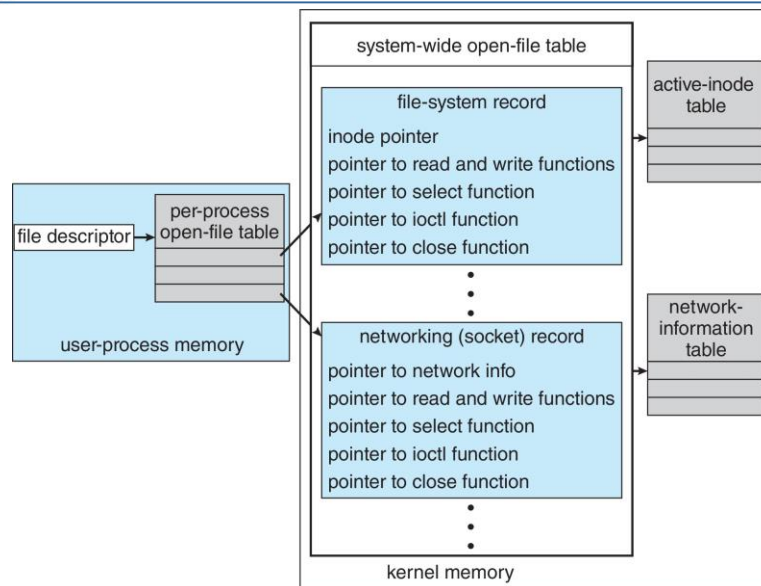 system-wide open-file table
file-system record
inode pointer
pointer to read and write functions
pointer to select function
pointer to ioctl function
pointer to close function
active-inode
table
per-process
open-file table
file descriptor
user-process memory
networking (socket) record
pointer to network info
pointer to read and write functions
pointer to select function
pointer to ioctl function
pointer to close function
network-
information
table
kernel memory